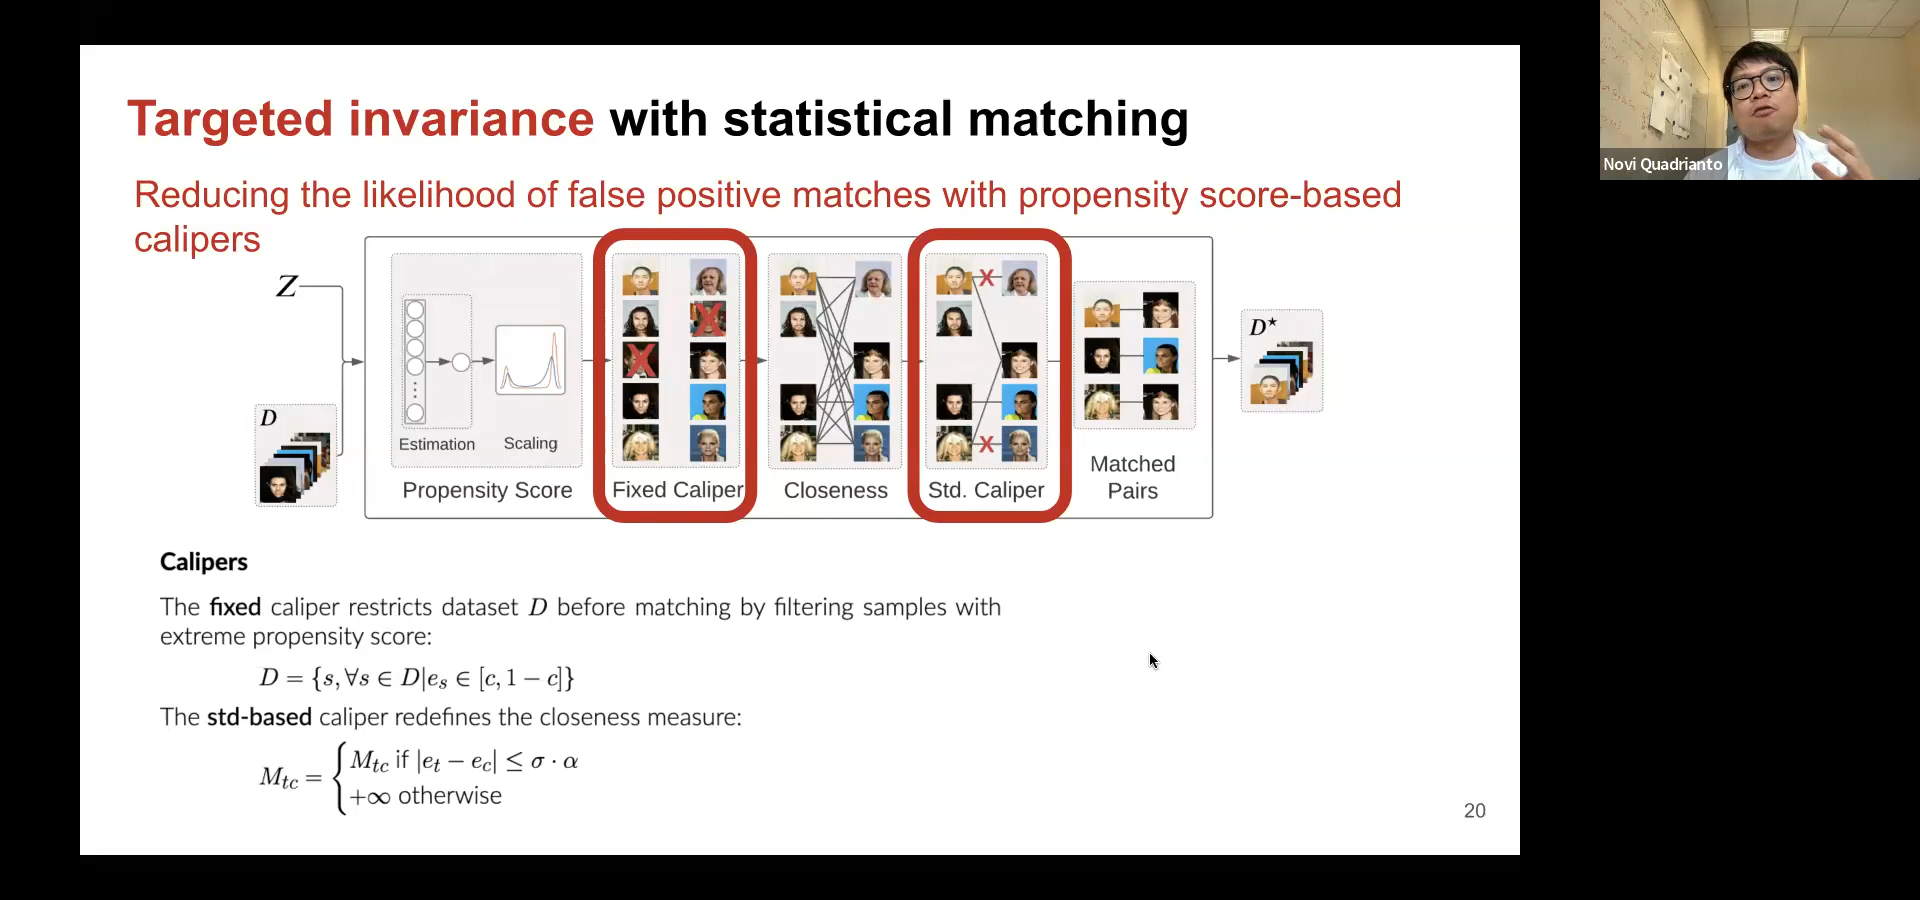 Targeted invariance with statistical matching
Reducing the likelihood of false positive matches with propensity score-based
calipers
Z
D
Estimation
Scaling
Propensity Score
X
X
Fixed Caliper
Closeness
X
X
Std. Caliper
Matched
Pairs
D★
Calipers
The fixed caliper restricts dataset D before matching by filtering samples with
extreme propensity score:
D = {s, ∀s ∈ D|eₛ ∈ [c, 1 − c]}
The std-based caliper redefines the closeness measure:
M_tc = { M_tc if |e_t − e_c| ≤ σ · α
+∞ otherwise
20
Novi Quadrianto